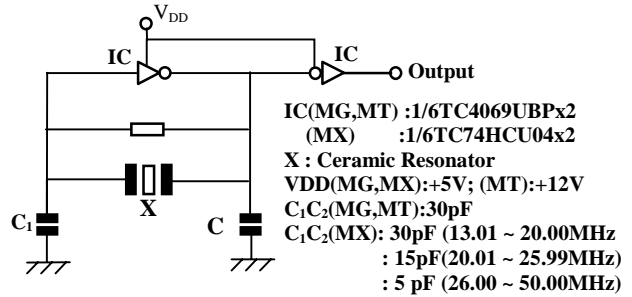 V_DD
IC
IC
Output
IC(MG,MT) :1/6TC4069UBPx2
(MX) :1/6TC74HCU04x2
X : Ceramic Resonator
VDD(MG,MX):+5V; (MT):+12V
X
C₁
C
C₁C₂(MG,MT):30pF
C₁C₂(MX): 30pF (13.01 ~ 20.00MHz
: 15pF(20.01 ~ 25.99MHz)
: 5 pF (26.00 ~ 50.00MHz)